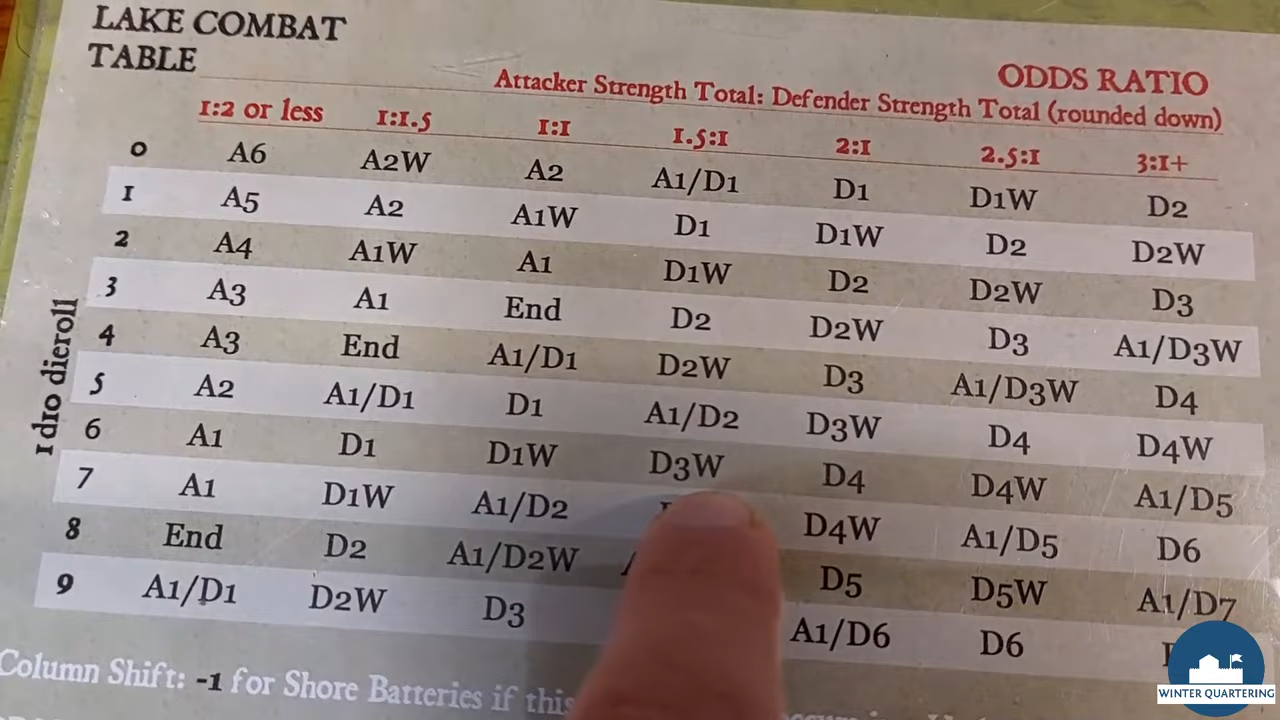 LAKE COMBAT
TABLE
ODDS RATIO
Attacker Strength Total: Defender Strength Total (rounded down)
1:2 or less 1:1.5 1:1 1.5:1 2:1 2.5:1 3:1+
0 A6 A2W A2 A1/D1 D1 D1W D2
1 A5 A2 A1W D1 D1W D2 D2W
2 A4 A1W A1 D1W D2 D2W D3
3 A3 A1 End D2 D2W D3 A1/D3W
4 A3 End A1/D1 D2W D3 A1/D3W D4
5 A2 A1/D1 D1 A1/D2 D3W D4 D4W
6 A1 D1 D1W D3W D4 D4W A1/D5
7 A1 D1W A1/D2 D4W A1/D5 D6
8 End D2 A1/D2W D5 D5W A1/D7
9 A1/D1 D2W D3 A1/D6 D6
1 d10 dieroll
Column Shift: -1 for Shore Batteries if this
WINTER QUARTERING